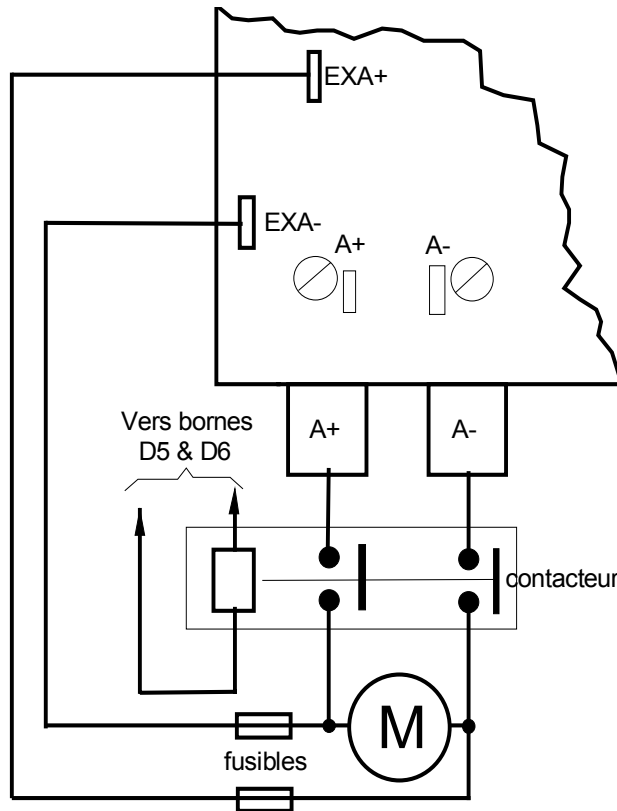 EXA+
EXA-
A+
A-
A+
A-
Vers bornes
D5 & D6
contacteur
M
fusibles